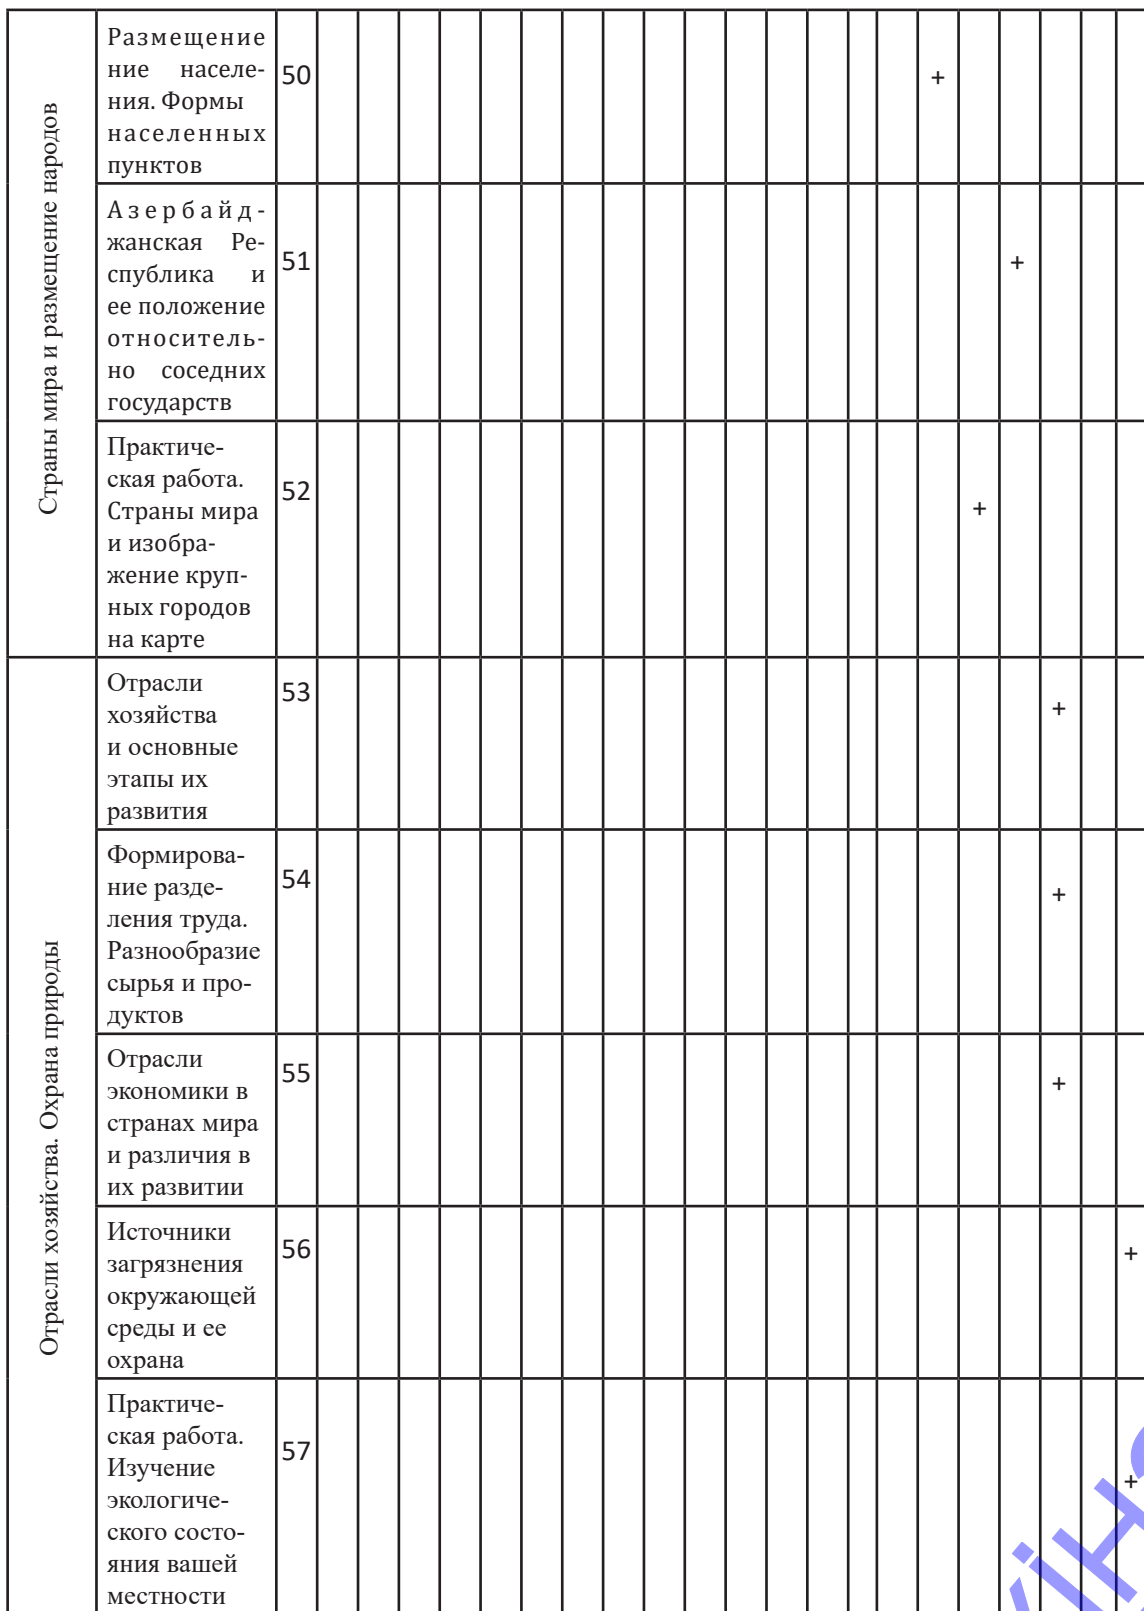 Страны мира и размещение народов
Размещение
ние населе-
ния. Формы
населенных
пунктов
50
+
Азербайд-
жанская Ре-
спублика и
ее положение
относитель-
но соседних
государств
51
+
Практиче-
ская работа.
Страны мира
и изобра-
жение круп-
ных городов
на карте
52
+
Отрасли хозяйства. Охрана природы
Отрасли
хозяйства
и основные
этапы их
развития
53
+
Формирова-
ние разде-
ления труда.
Разнообразие
сырья и про-
дуктов
54
+
Отрасли
экономики в
странах мира
и различия в
их развитии
55
+
Источники
загрязнения
окружающей
среды и ее
охрана
56
+
Практиче-
ская работа.
Изучение
экологиче-
ского состо-
яния вашей
местности
57
+